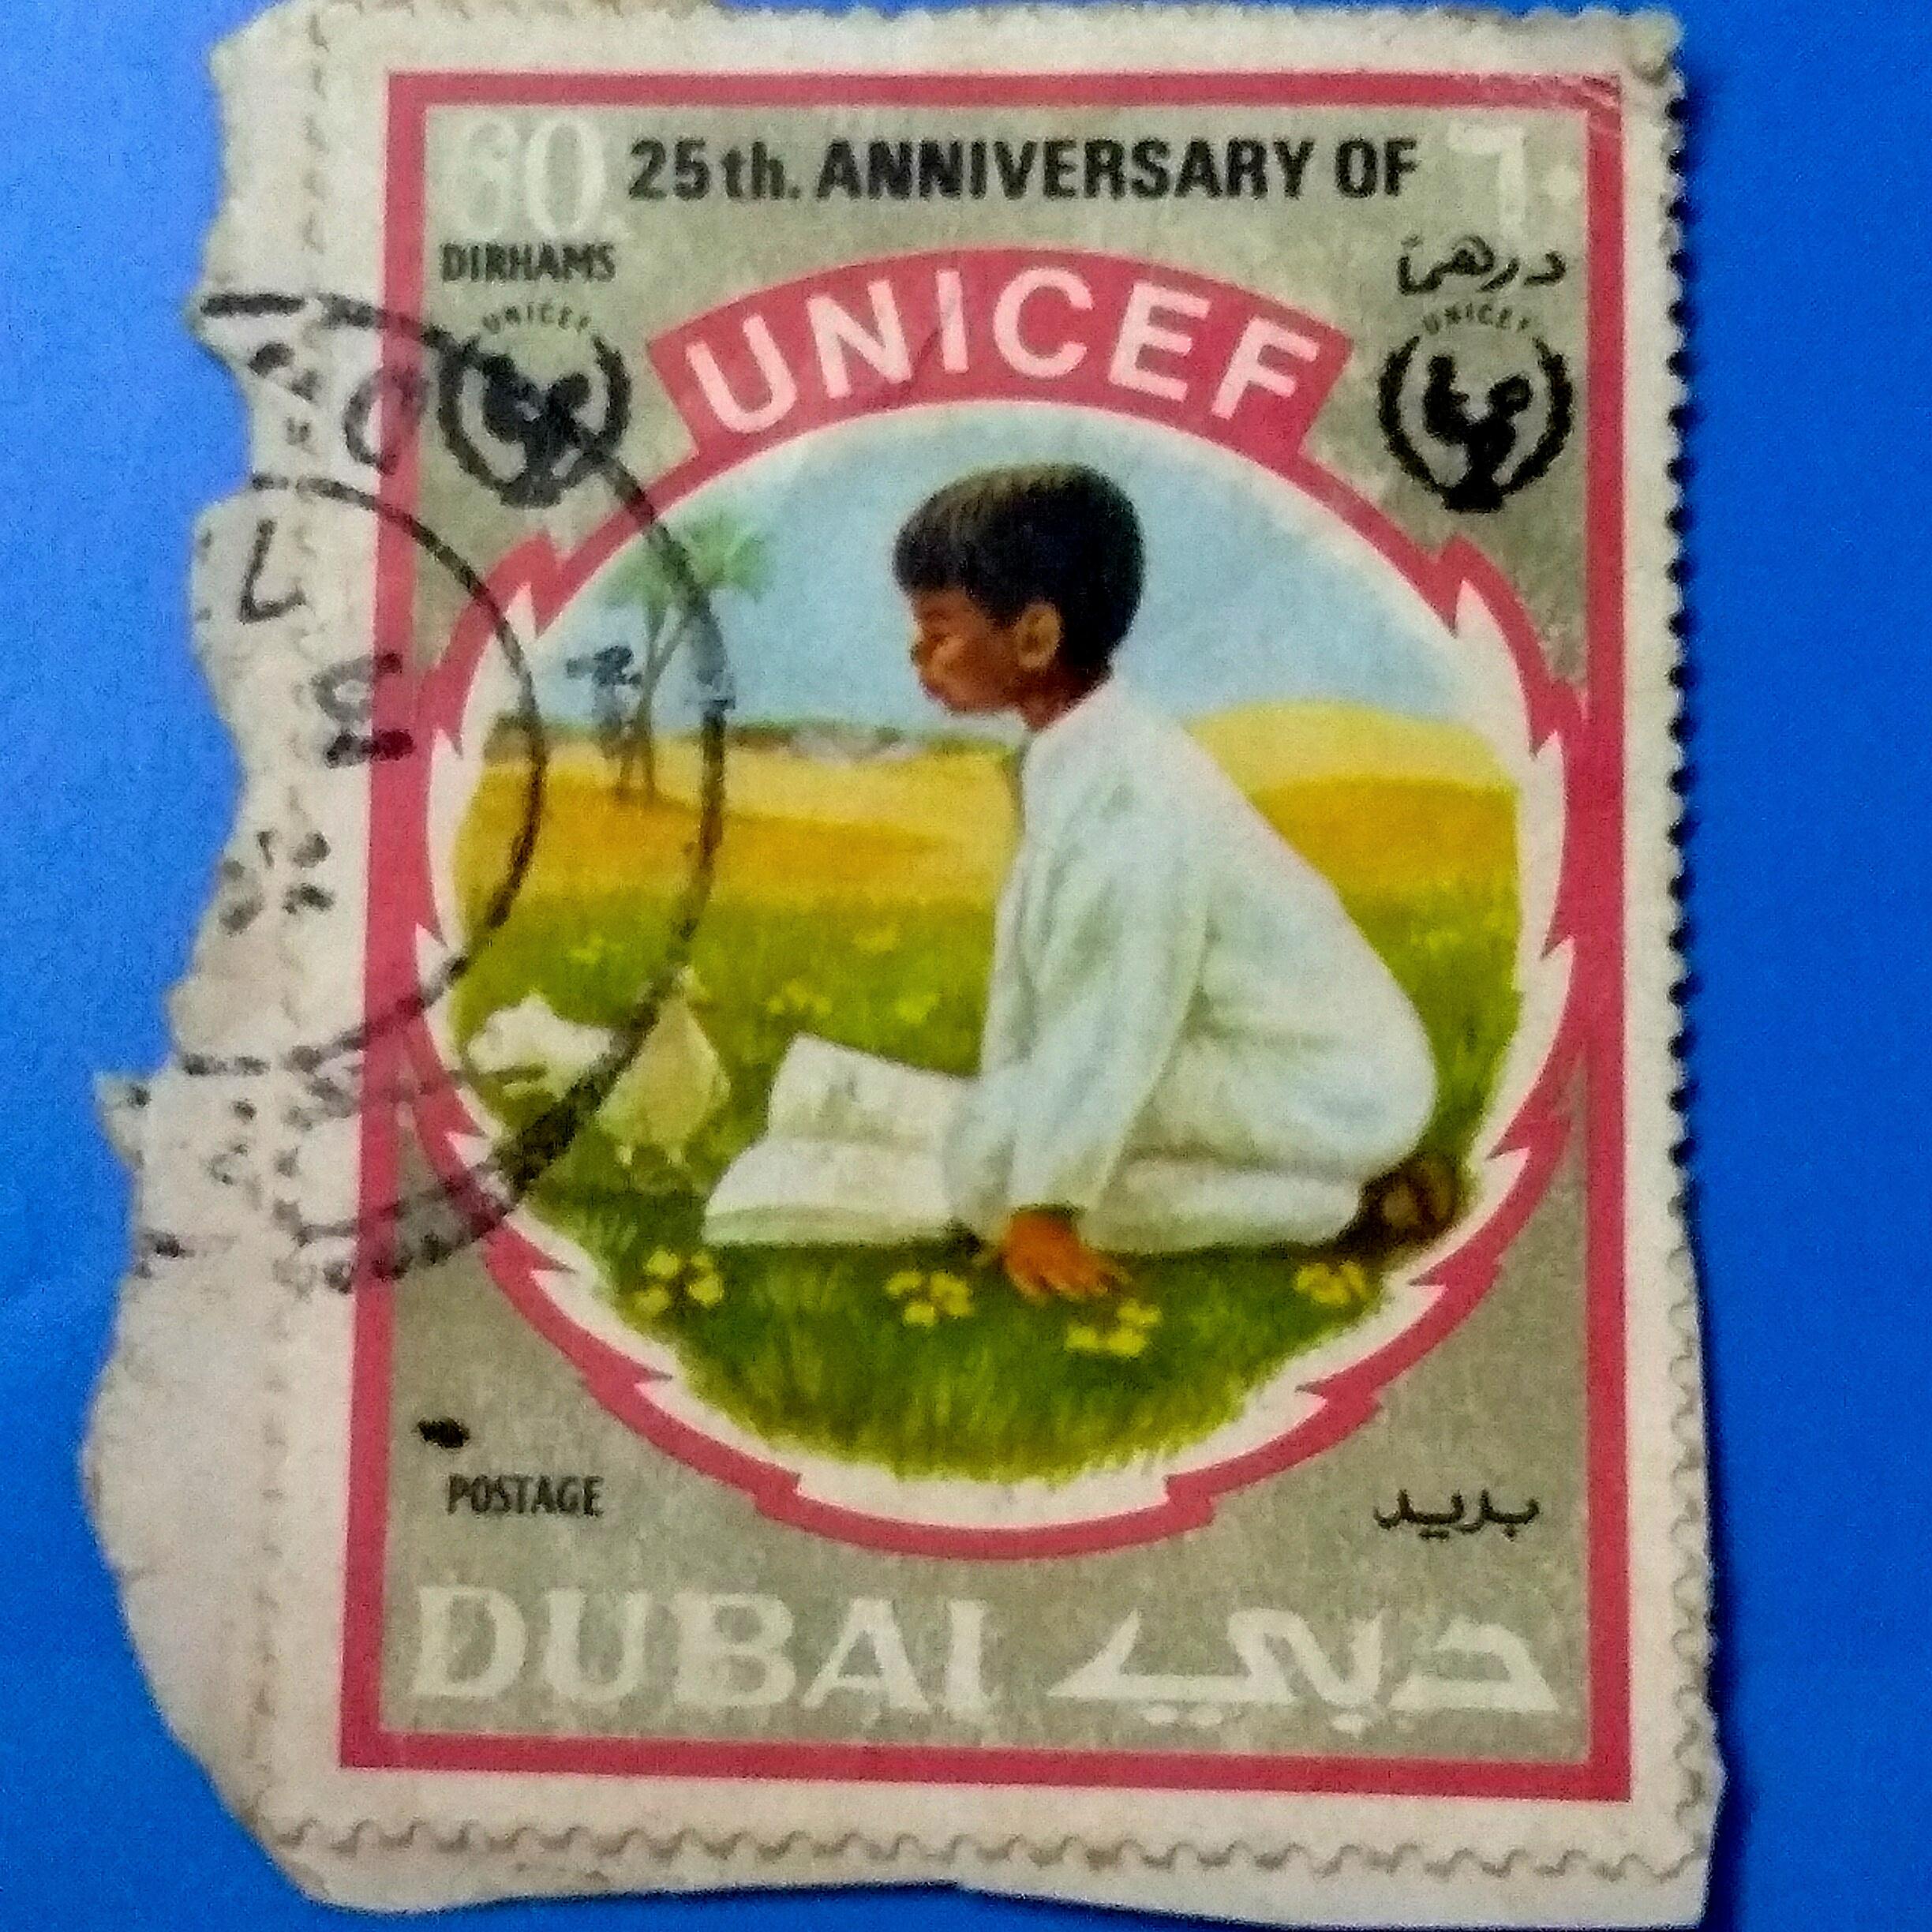 60 25th. ANNIVERSARY OF ٦٠
DIRHAMS درهماً
UNICEF UNICEF UNICEF
POSTAGE بريد
DUBAI دبي